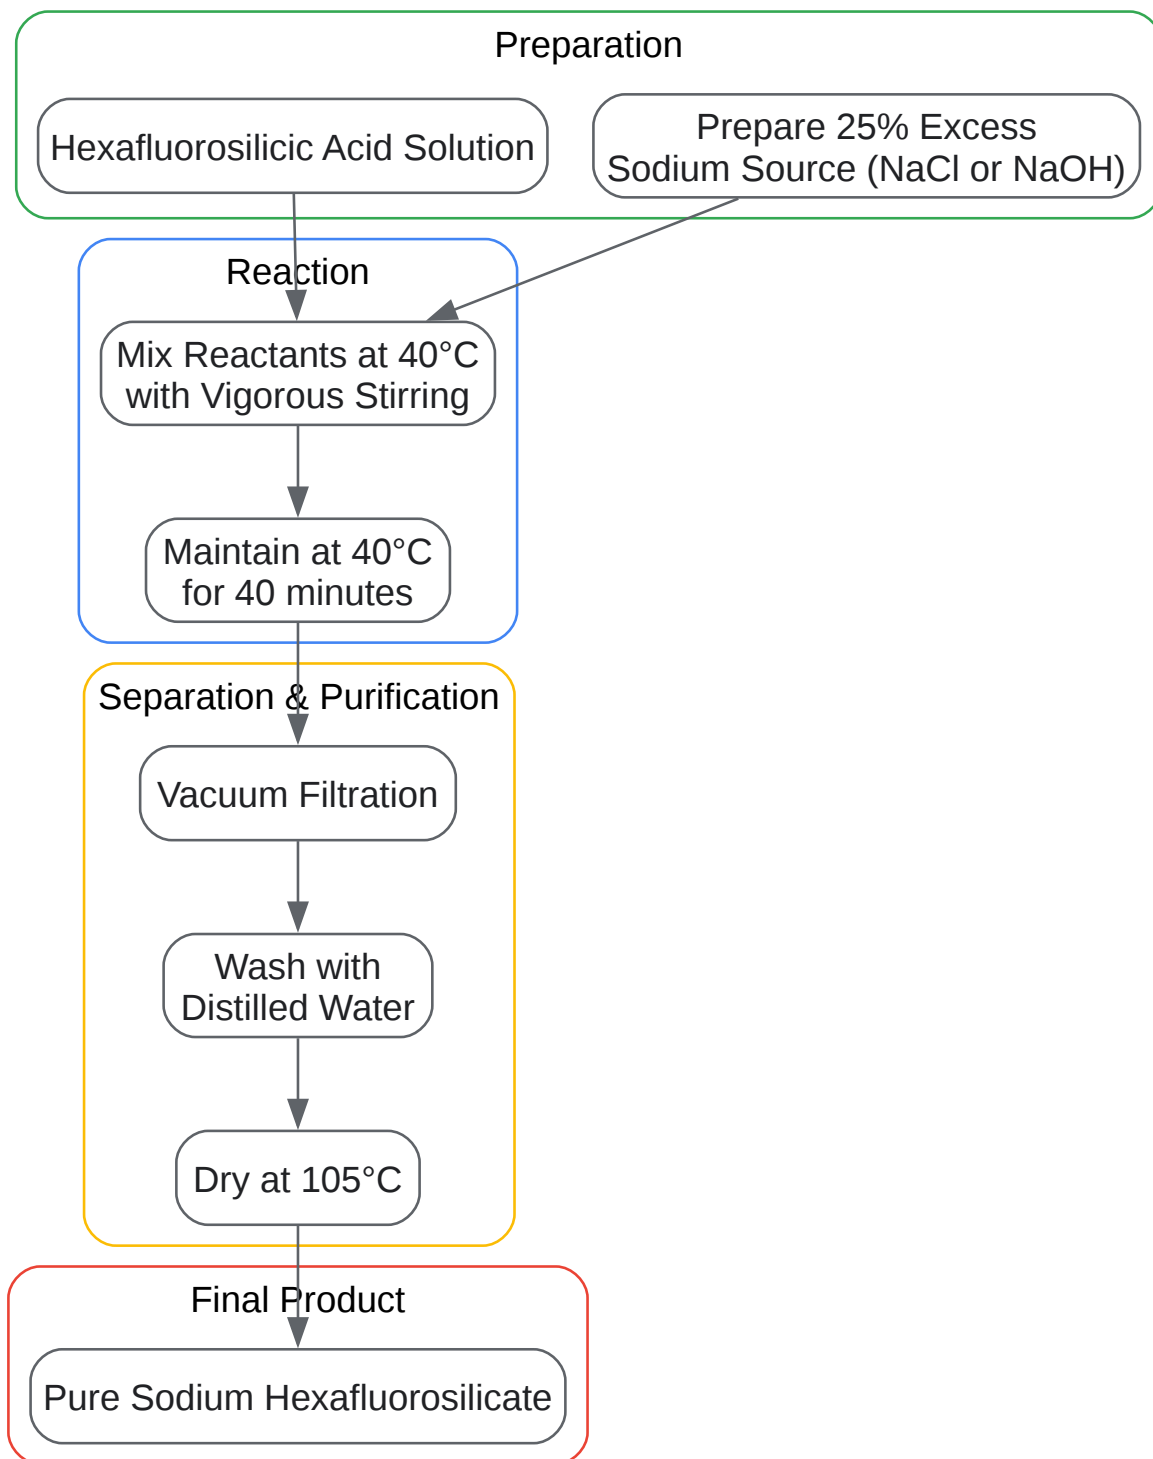 Preparation
Hexafluorosilicic Acid Solution
Prepare 25% Excess
Sodium Source (NaCl or NaOH)
Reaction
Mix Reactants at 40°C
with Vigorous Stirring
Maintain at 40°C
for 40 minutes
Separation & Purification
Vacuum Filtration
Wash with
Distilled Water
Dry at 105°C
Final Product
Pure Sodium Hexafluorosilicate